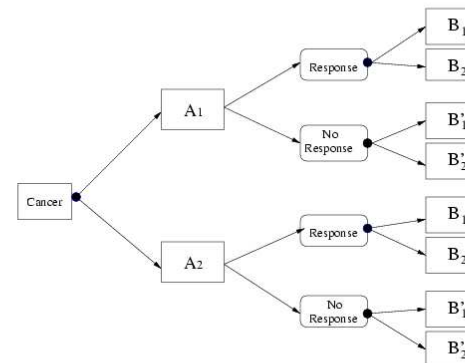 B1
Response
B2
A1
No
Response
B'1
B'2
Cancer
B1
Response
B2
A2
No
Response
B'1
B'2